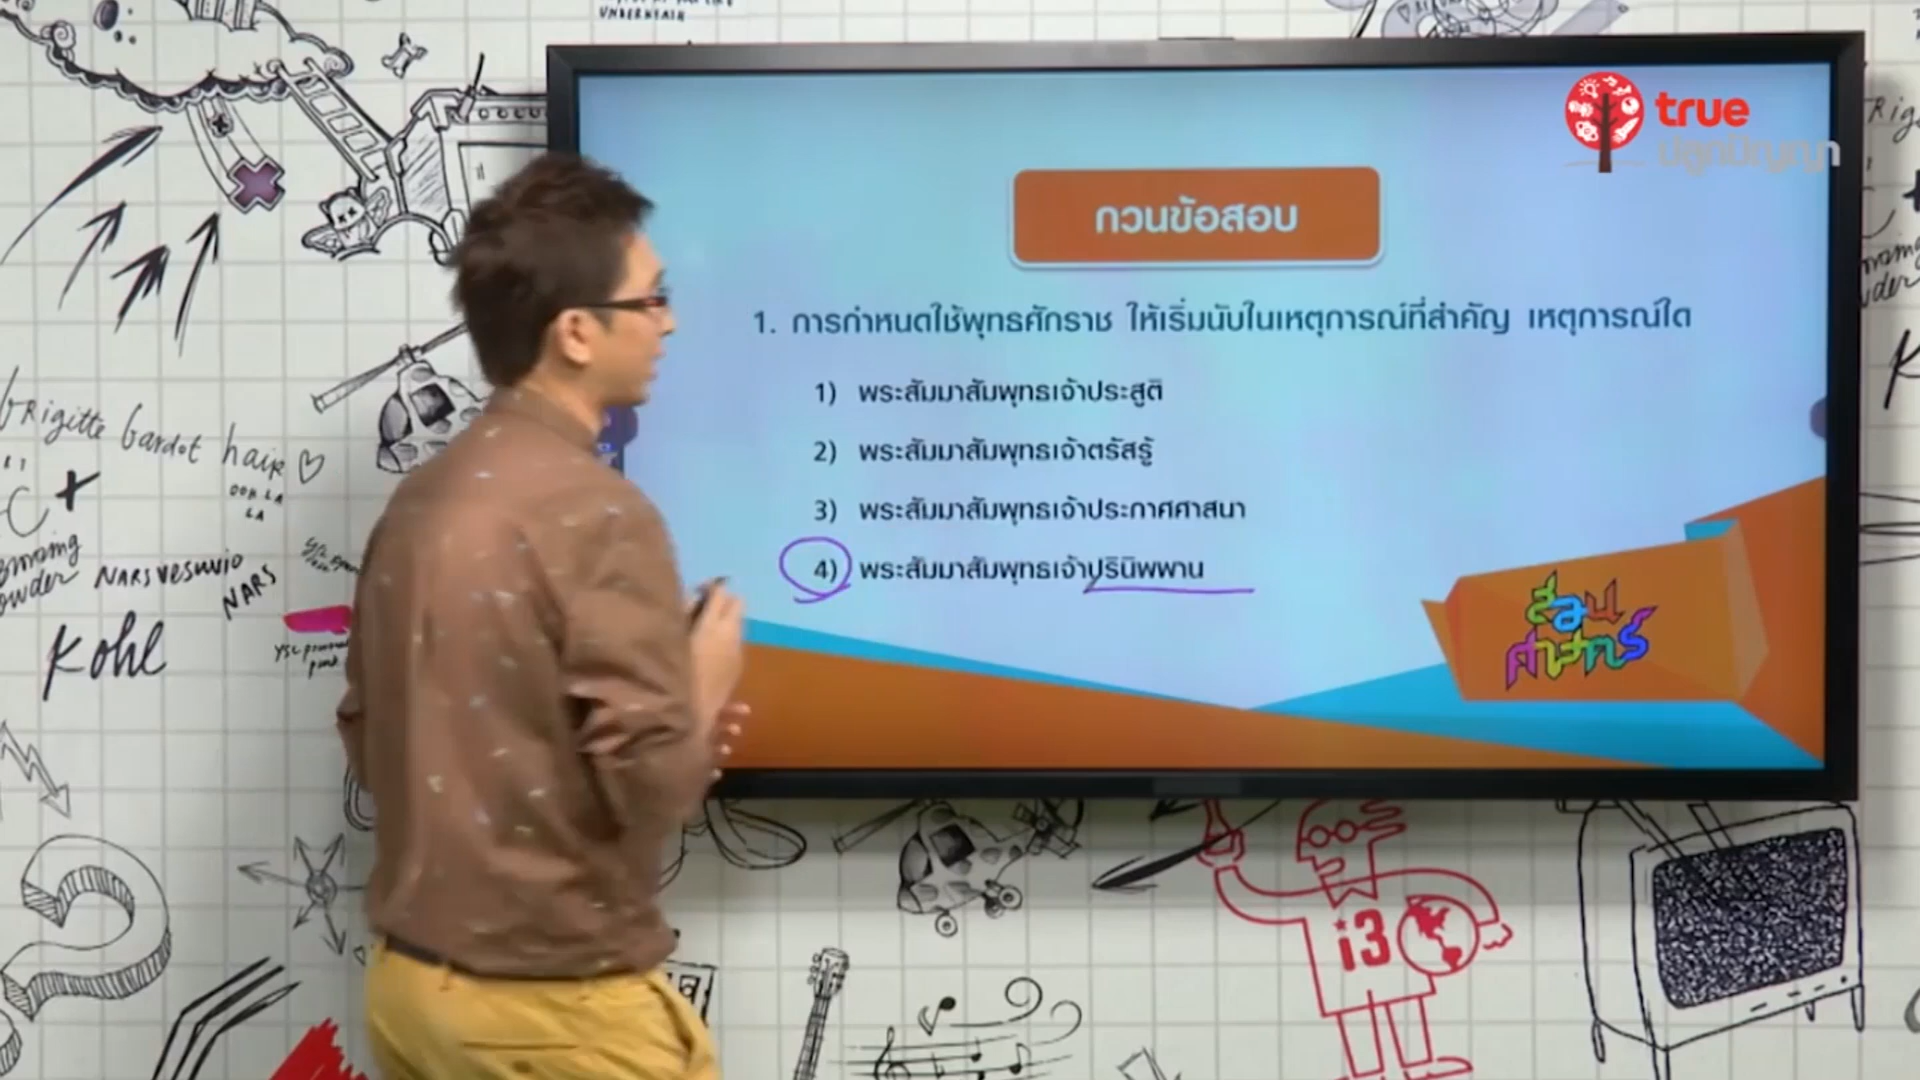 UNDERNEATH
true
ปลูกปัญญา
กวนข้อสอบ
1. การกำหนดใช้พุทธศักราช ให้เริ่มนับในเหตุการณ์ที่สำคัญ เหตุการณ์ใด
1) พระสัมมาสัมพุทธเจ้าประสูติ
2) พระสัมมาสัมพุทธเจ้าตรัสรู้
3) พระสัมมาสัมพุทธเจ้าประกาศศาสนา
4) พระสัมมาสัมพุทธเจ้าปรินิพพาน
สอน
ศาสตร์
BRigitte Bardot haiR
OOH LA
LA
NARS VESUVIO
NARS
Kohl
i3